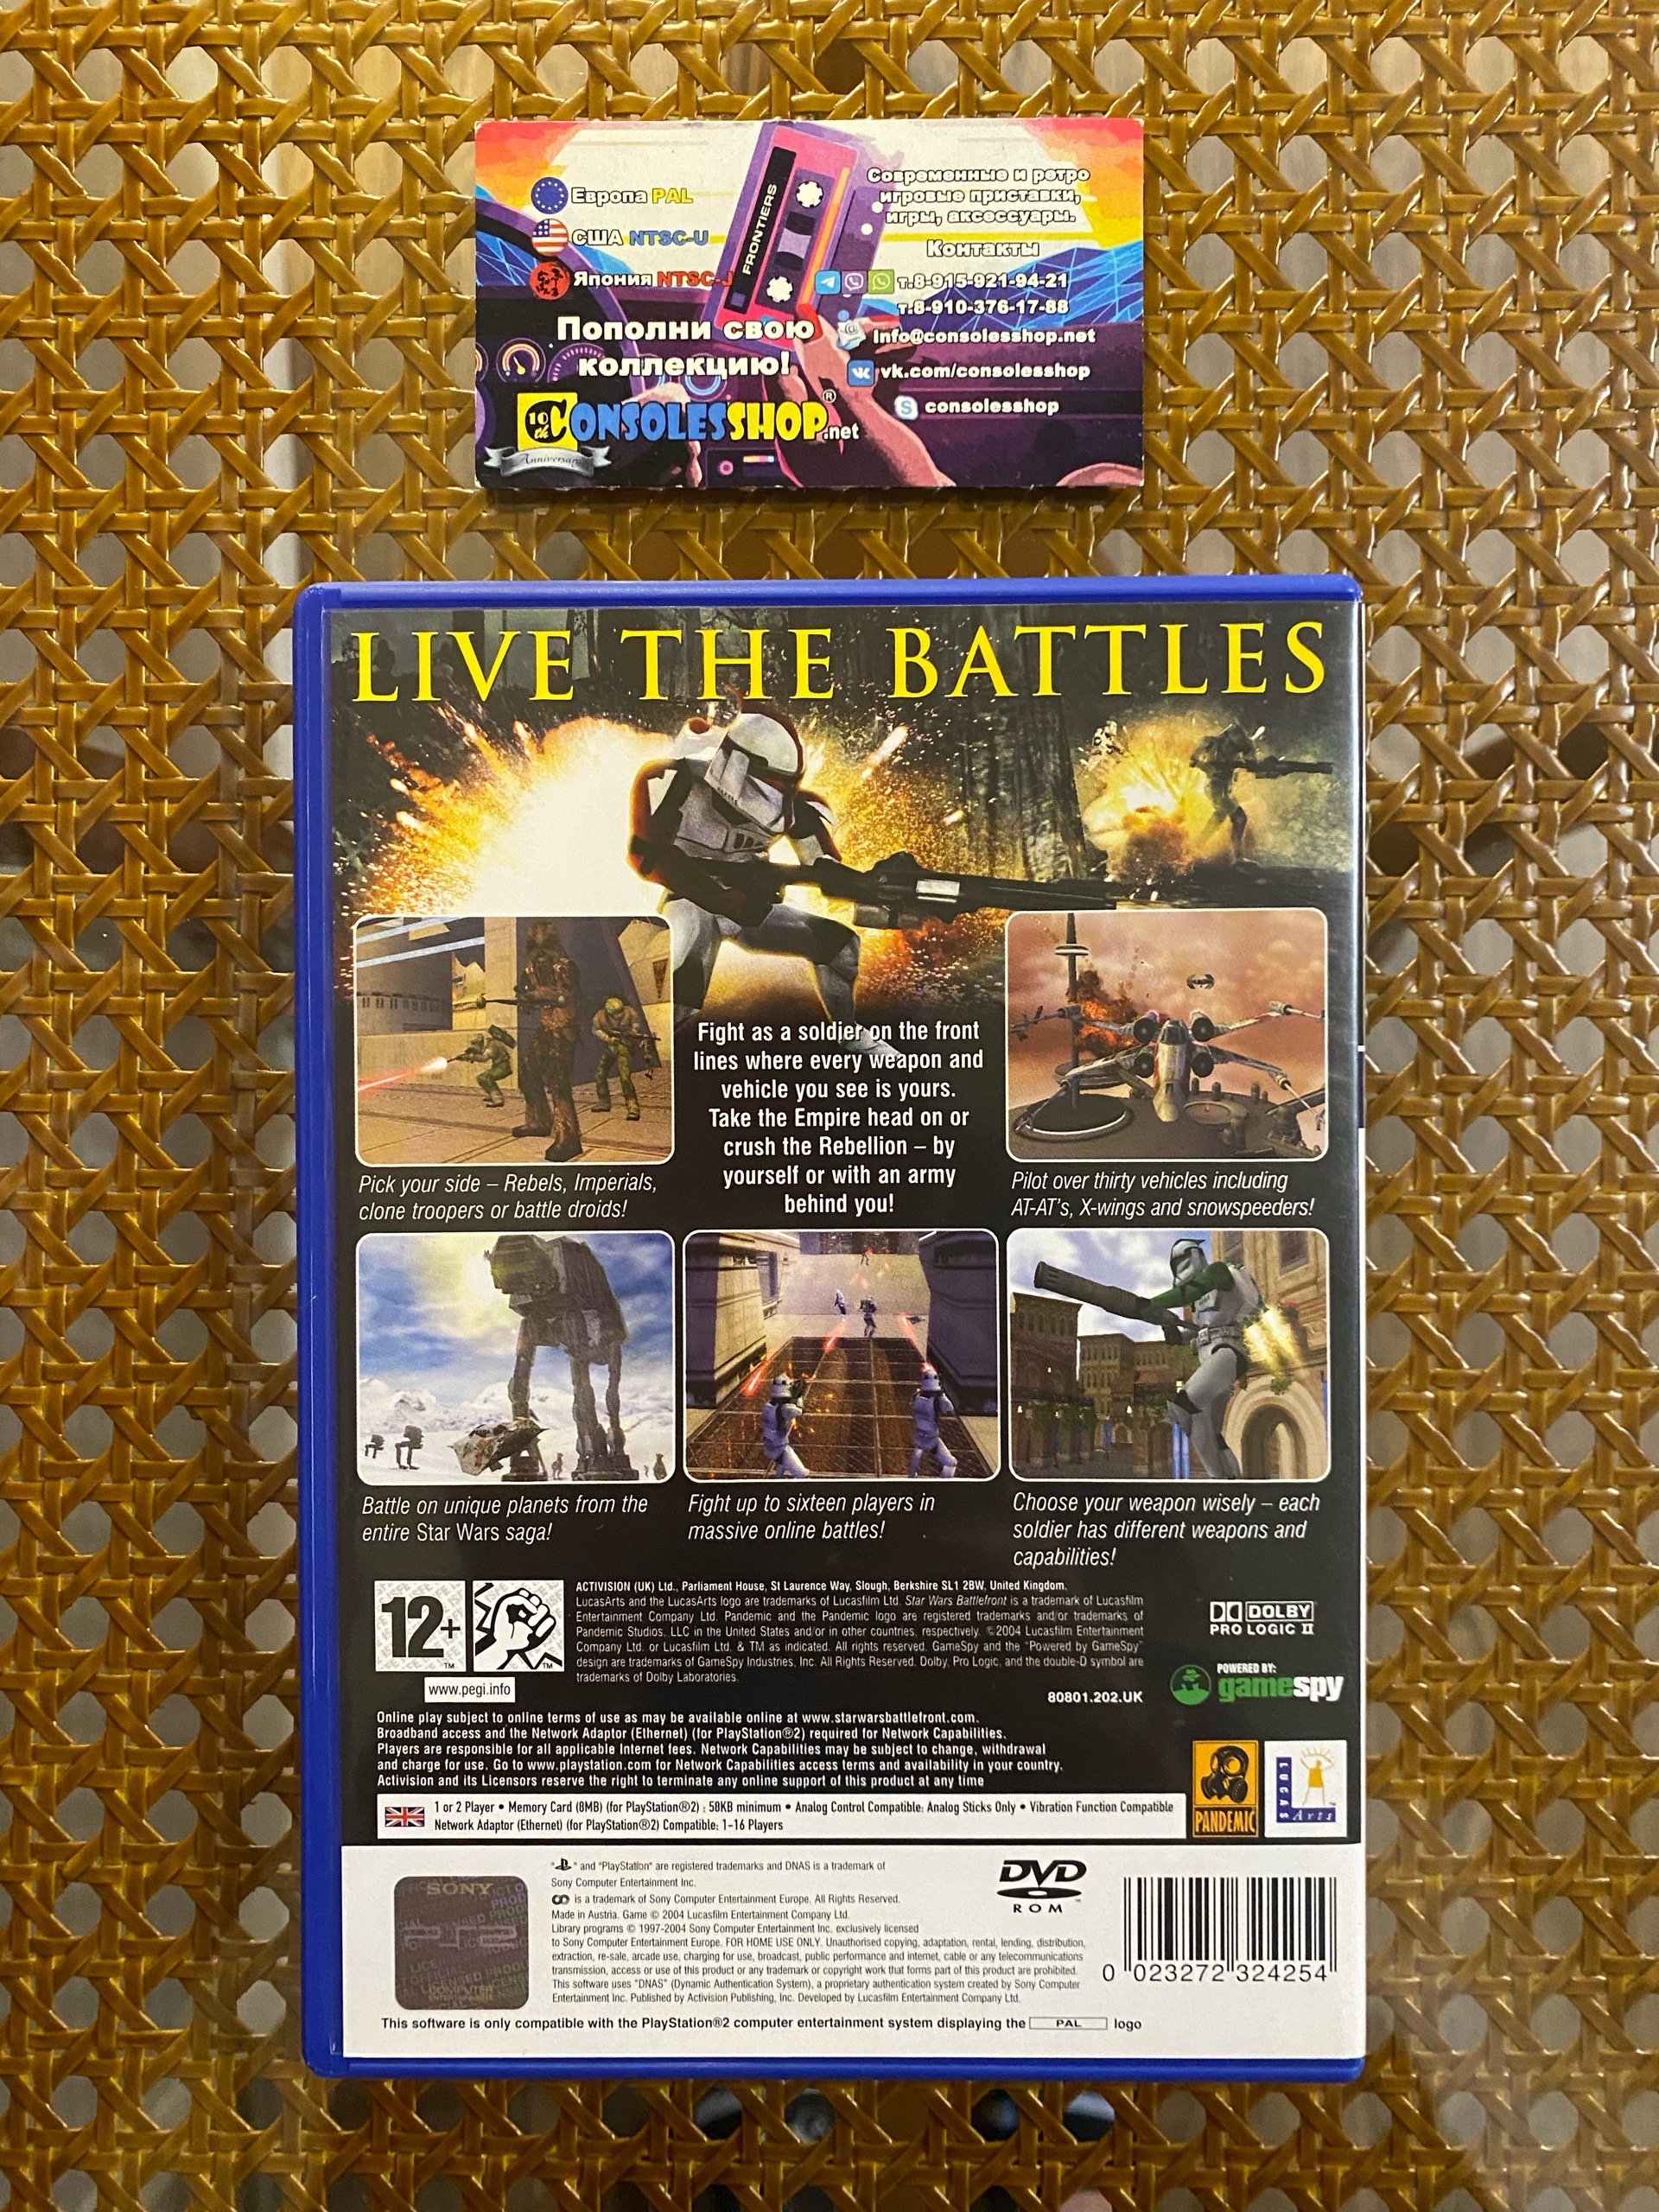 Европа PAL
США NTSC-U
Япония NTSC-J
Пополни свою
коллекцию!
10th
CONSOLESSHOP.net
®
Anniversary
FRONTIERS
Современные и ретро
игровые приставки,
игры, аксессуары.
Контакты
т.8-915-921-94-21
т.8-910-376-17-88
info@consolesshop.net
vk.com/consolesshop
consolesshop
LIVE THE BATTLES
Fight as a soldier on the front
lines where every weapon and
vehicle you see is yours.
Take the Empire head on or
crush the Rebellion – by
yourself or with an army
behind you!
Pick your side – Rebels, Imperials,
clone troopers or battle droids!
Pilot over thirty vehicles including
AT-AT's, X-wings and snowspeeders!
Battle on unique planets from the
entire Star Wars saga!
Fight up to sixteen players in
massive online battles!
Choose your weapon wisely – each
soldier has different weapons and
capabilities!
12+
www.pegi.info
ACTIVISION (UK) Ltd., Parliament House, St Laurence Way, Slough, Berkshire SL1 2BW, United Kingdom.
LucasArts and the LucasArts logo are trademarks of Lucasfilm Ltd. Star Wars Battlefront is a trademark of Lucasfilm
Entertainment Company Ltd. Pandemic and the Pandemic logo are registered trademarks and/or trademarks of
Pandemic Studios, LLC in the United States and/or in other countries, respectively. ©2004 Lucasfilm Entertainment
Company Ltd. or Lucasfilm Ltd. & TM as indicated. All rights reserved. GameSpy and the "Powered by GameSpy"
design are trademarks of GameSpy Industries, Inc. All Rights Reserved. Dolby, Pro Logic, and the double-D symbol are
trademarks of Dolby Laboratories.
80801.202.UK
DOLBY
PRO LOGIC II
POWERED BY:
gamespy
Online play subject to online terms of use as may be available online at www.starwarsbattlefront.com.
Broadband access and the Network Adaptor (Ethernet) (for PlayStation®2) required for Network Capabilities.
Players are responsible for all applicable Internet fees. Network Capabilities may be subject to change, withdrawal
and charge for use. Go to www.playstation.com for Network Capabilities access terms and availability in your country.
Activision and its Licensors reserve the right to terminate any online support of this product at any time
1 or 2 Player • Memory Card (8MB) (for PlayStation®2) : 58KB minimum • Analog Control Compatible: Analog Sticks Only • Vibration Function Compatible
Network Adaptor (Ethernet) (for PlayStation®2) Compatible: 1-16 Players
PANDEMIC
LUCAS
Arts
SONY
COMPUTER
" " and "PlayStation" are registered trademarks and DNAS is a trademark of
Sony Computer Entertainment Inc.
is a trademark of Sony Computer Entertainment Europe. All Rights Reserved.
Made in Austria. Game © 2004 Lucasfilm Entertainment Company Ltd.
Library programs © 1997-2004 Sony Computer Entertainment Inc. exclusively licensed
to Sony Computer Entertainment Europe. FOR HOME USE ONLY. Unauthorised copying, adaptation, rental, lending, distribution,
extraction, re-sale, arcade use, charging for use, broadcast, public performance and internet, cable or any telecommunications
transmission, access or use of this product or any trademark or copyright work that forms part of this product are prohibited.
This software uses "DNAS" (Dynamic Authentication System), a proprietary authentication system created by Sony Computer
Entertainment Inc. Published by Activision Publishing, Inc. Developed by Lucasfilm Entertainment Company Ltd.
DVD
ROM
0 023272 324254
This software is only compatible with the PlayStation®2 computer entertainment system displaying the PAL logo